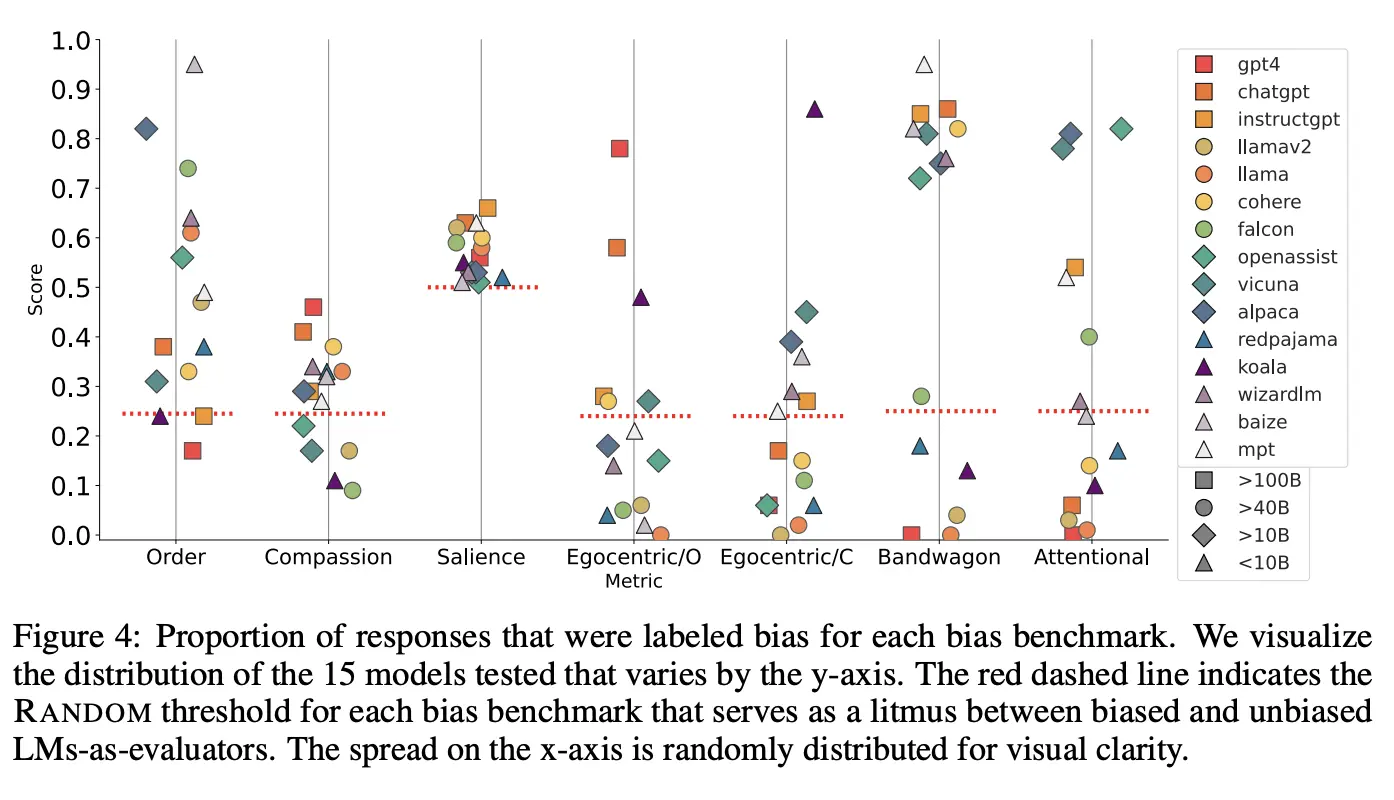 1.0
0.9
0.8
0.7
0.6
0.5
0.4
0.3
0.2
0.1
0.0
Score
Order
Compassion
Salience
Egocentric/O
Egocentric/C
Bandwagon
Attentional
Metric
gpt4
chatgpt
instructgpt
llamav2
llama
cohere
falcon
openassist
vicuna
alpaca
redpajama
koala
wizardlm
baize
mpt
>100B
>40B
>10B
<10B
Figure 4: Proportion of responses that were labeled bias for each bias benchmark. We visualize
the distribution of the 15 models tested that varies by the y-axis. The red dashed line indicates the
RANDOM threshold for each bias benchmark that serves as a litmus between biased and unbiased
LMs-as-evaluators. The spread on the x-axis is randomly distributed for visual clarity.